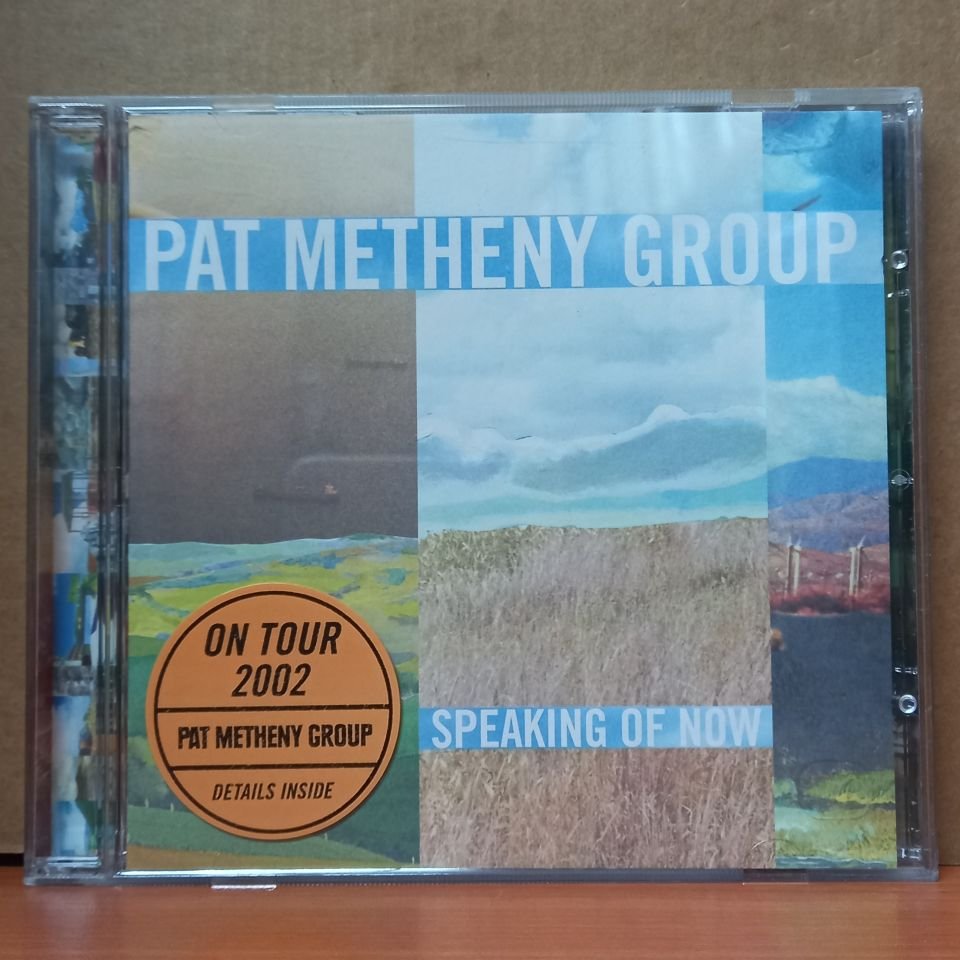 PAT METHENY GROUP
ON TOUR
2002
PAT METHENY GROUP
DETAILS INSIDE
SPEAKING OF NOW